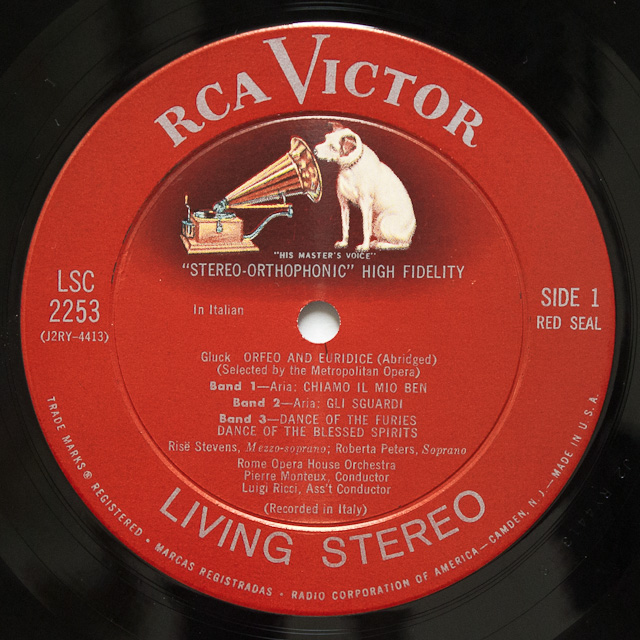 RCA VICTOR
"HIS MASTER'S VOICE"
"STEREO-ORTHOPHONIC" HIGH FIDELITY
LSC
2253
(J2RY-4413)
SIDE 1
RED SEAL
In Italian
Gluck ORFEO AND EURIDICE (Abridged)
(Selected by the Metropolitan Opera)
Band 1—Aria: CHIAMO IL MIO BEN
Band 2—Aria: GLI SGUARDI
Band 3—DANCE OF THE FURIES
DANCE OF THE BLESSED SPIRITS
Risë Stevens, Mezzo-soprano; Roberta Peters, Soprano
Rome Opera House Orchestra
Pierre Monteux, Conductor
Luigi Ricci, Ass't Conductor
(Recorded in Italy)
LIVING STEREO
TRADE MARKS® REGISTERED • MARCAS REGISTRADAS • RADIO CORPORATION OF AMERICA—CAMDEN, N. J.—MADE IN U.S.A.